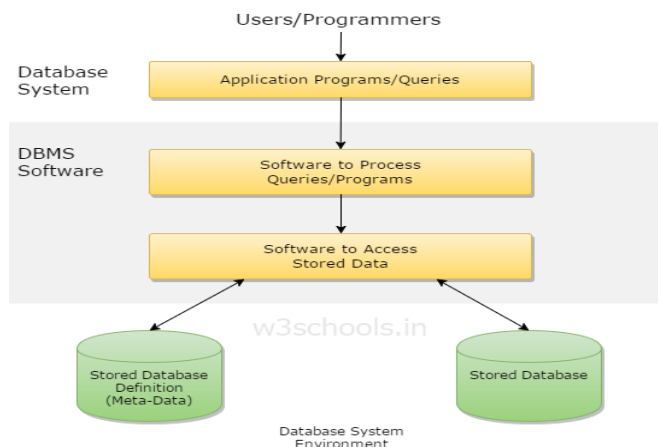 Users/Programmers
Database
System
Application Programs/Queries
DBMS
Software
Software to Process
Queries/Programs
Software to Access
Stored Data
w3schools.in
Stored Database
Definition
(Meta-Data)
Stored Database
Database System
Environment